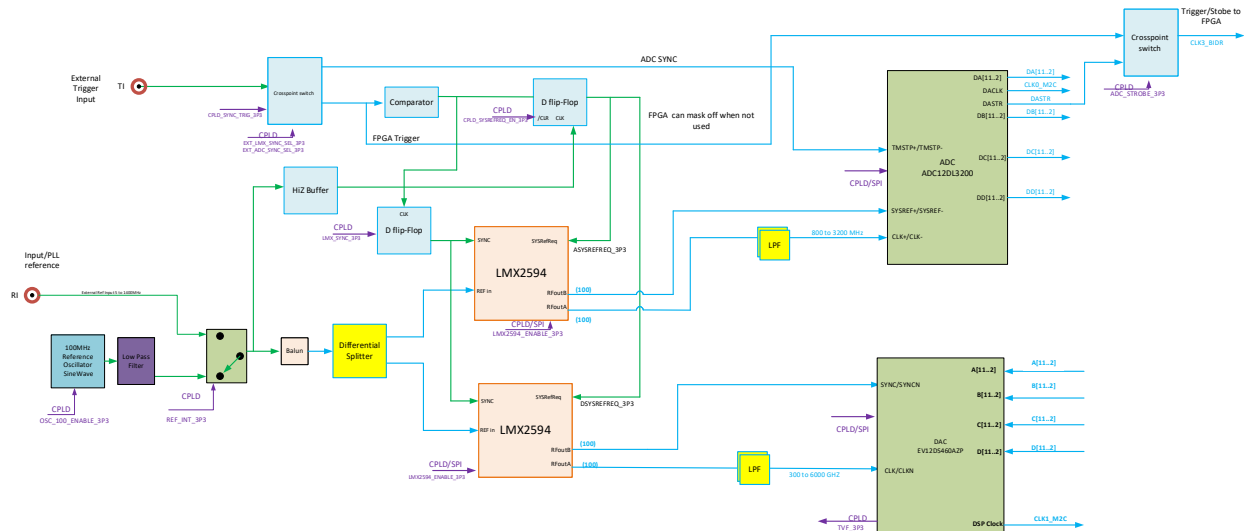 Trigger/Stobe to
FPGA
CLK3_BIDR
Crosspoint
switch
CPLD
ADC_STROBE_3P3
External
Trigger
Input
TI
Crosspoint switch
CPLD
CPLD_SYNC_TRIG_3P3
CPLD
EXT_LMX_SYNC_SEL_3P3
EXT_ADC_SYNC_SEL_3P3
ADC SYNC
Comparator
FPGA Trigger
CPLD
CPLD_SYSREFREQ_EN_3P3
D flip-Flop
/CLR CLK
FPGA can mask off when not
used
HiZ Buffer
CLK
D flip-Flop
CPLD
LMX_SYNC_3P3
SYNC
SYSRefReq
LMX2594
REF in
RFoutB
RFoutA
ASYSREFREQ_3P3
(100)
(100)
CPLD/SPI
LMX2594_ENABLE_3P3
LPF
800 to 3200 MHz
TMSTP+/TMSTP-
ADC
ADC12DL3200
CPLD/SPI
SYSREF+/SYSREF-
CLK+/CLK-
DA[11..2]
DACLK
DASTR
DB[11..2]
DC[11..2]
DD[11..2]
DA[11..2]
CLK0_M2C
DASTR
DB[11..2]
DC[11..2]
DD[11..2]
Input/PLL
reference
RI
100MHz
Reference
Oscillator
SineWave
CPLD
OSC_100_ENABLE_3P3
Low Pass
Filter
CPLD
REF_INT_3P3
Balun
Differential
Splitter
SYNC
SYSRefReq
LMX2594
REF in
RFoutB
RFoutA
DSYSREFREQ_3P3
(100)
(100)
CPLD/SPI
LMX2594_ENABLE_3P3
LPF
300 to 6000 GHZ
SYNC/SYNCN
CPLD/SPI
DAC
EV12DS460AZP
CLK/CLKN
A[11..2]
B[11..2]
C[11..2]
D[11..2]
DSP Clock
A[11..2]
B[11..2]
C[11..2]
D[11..2]
CLK1_M2C
CPLD
TVF_3P3